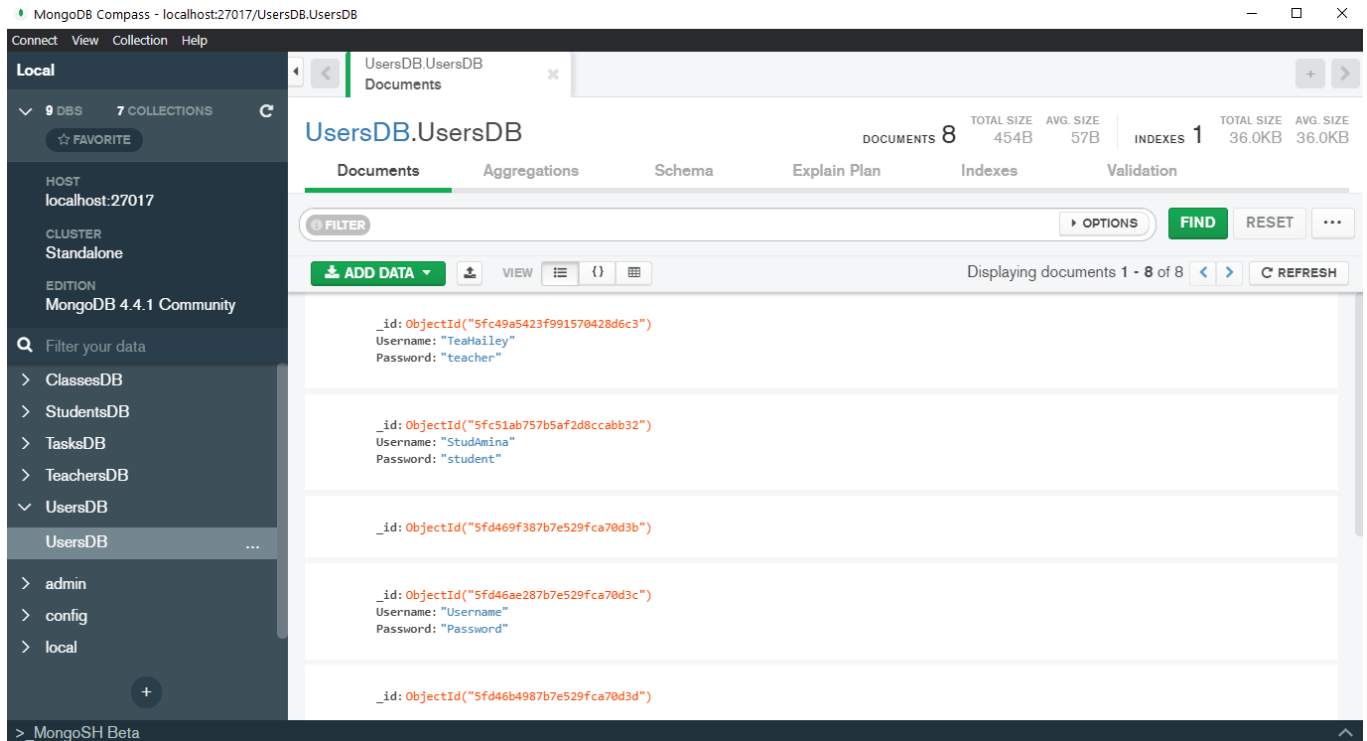 MongoDB Compass - localhost:27017/UsersDB.UsersDB
Connect View Collection Help
Local
9 DBS 7 COLLECTIONS
FAVORITE
HOST
localhost:27017
CLUSTER
Standalone
EDITION
MongoDB 4.4.1 Community
Filter your data
ClassesDB
StudentsDB
TasksDB
TeachersDB
UsersDB
UsersDB ...
admin
config
local
+
>_MongoSH Beta
UsersDB.UsersDB
Documents
+
UsersDB.UsersDB
DOCUMENTS 8 TOTAL SIZE 454B AVG. SIZE 57B INDEXES 1 TOTAL SIZE 36.0KB AVG. SIZE 36.0KB
Documents Aggregations Schema Explain Plan Indexes Validation
FILTER OPTIONS FIND RESET ...
ADD DATA VIEW {} Displaying documents 1 - 8 of 8 < > REFRESH
_id: ObjectId("5fc49a5423f991570428d6c3")
Username: "TeaHailey"
Password: "teacher"
_id: ObjectId("5fc51ab757b5af2d8ccabb32")
Username: "StudAmina"
Password: "student"
_id: ObjectId("5fd469f387b7e529fca70d3b")
_id: ObjectId("5fd46ae287b7e529fca70d3c")
Username: "Username"
Password: "Password"
_id: ObjectId("5fd46b4987b7e529fca70d3d")